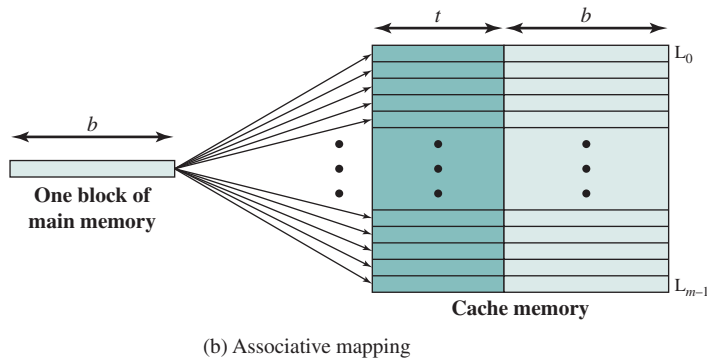 t b
L0
b
One block of
main memory
Lm–1
Cache memory
(b) Associative mapping